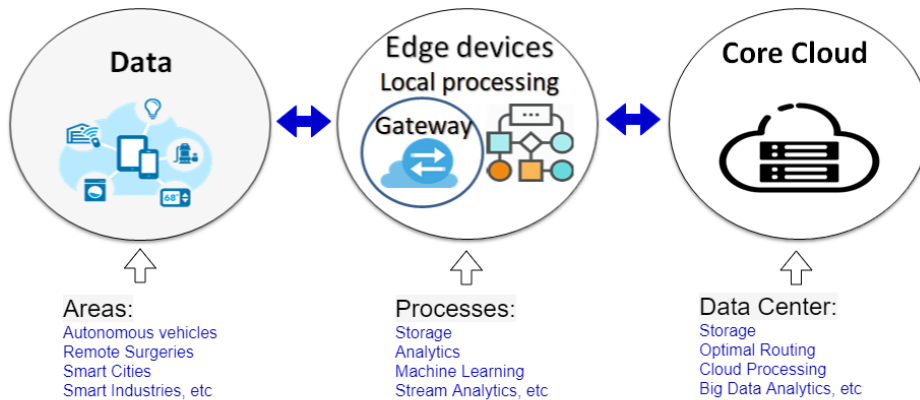 Data
68°
Edge devices
Local processing
Gateway
...
Core Cloud
Areas:
Autonomous vehicles
Remote Surgeries
Smart Cities
Smart Industries, etc
Processes:
Storage
Analytics
Machine Learning
Stream Analytics, etc
Data Center:
Storage
Optimal Routing
Cloud Processing
Big Data Analytics, etc